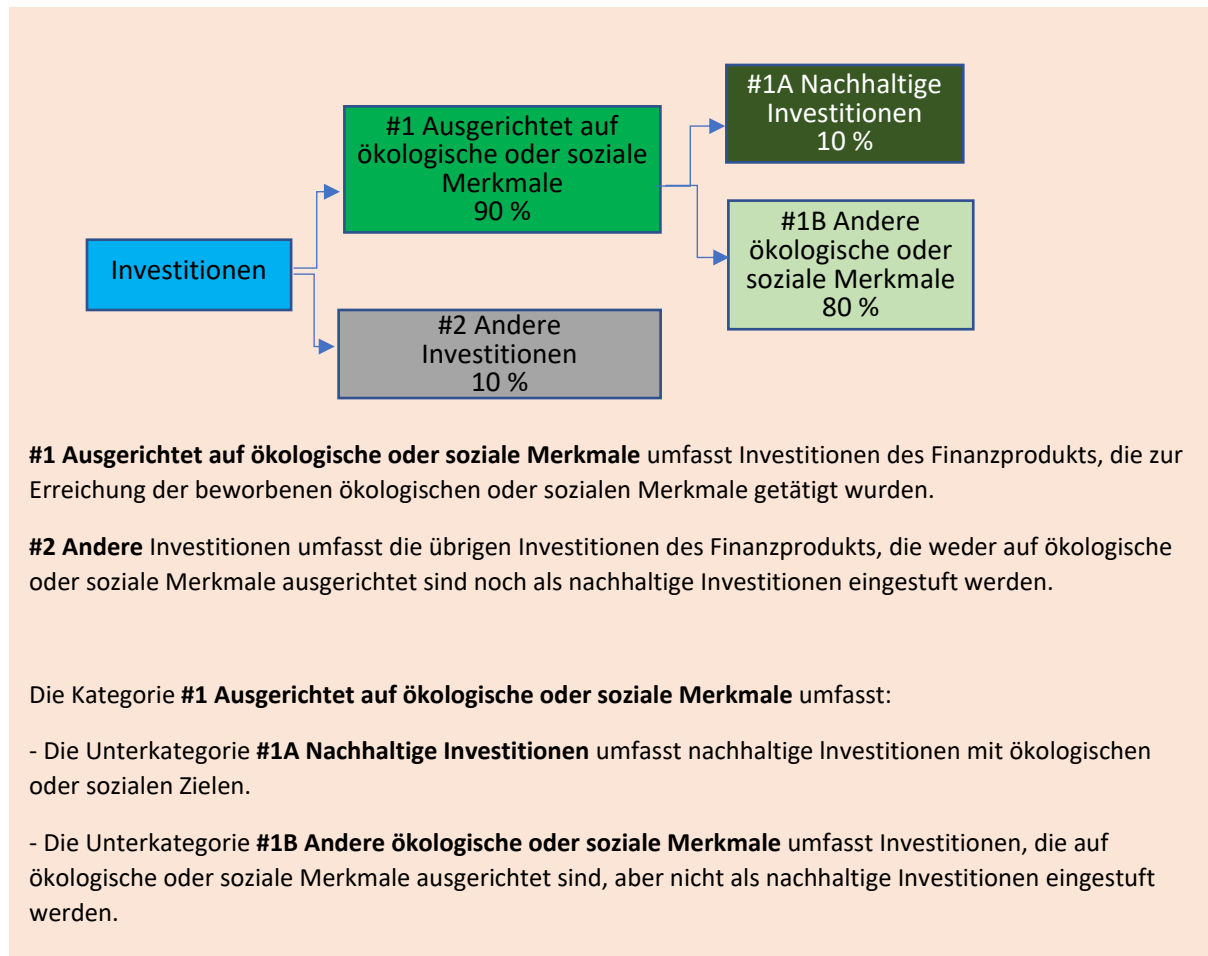 #1A Nachhaltige
Investitionen
10 %
#1 Ausgerichtet auf
ökologische oder soziale
Merkmale
90 %
#1B Andere
ökologische oder
soziale Merkmale
80 %
Investitionen
#2 Andere
Investitionen
10 %
#1 Ausgerichtet auf ökologische oder soziale Merkmale umfasst Investitionen des Finanzprodukts, die zur
Erreichung der beworbenen ökologischen oder sozialen Merkmale getätigt wurden.
#2 Andere Investitionen umfasst die übrigen Investitionen des Finanzprodukts, die weder auf ökologische
oder soziale Merkmale ausgerichtet sind noch als nachhaltige Investitionen eingestuft werden.
Die Kategorie #1 Ausgerichtet auf ökologische oder soziale Merkmale umfasst:
- Die Unterkategorie #1A Nachhaltige Investitionen umfasst nachhaltige lnvestitionen mit ökologischen
oder sozialen Zielen.
- Die Unterkategorie #1B Andere ökologische oder soziale Merkmale umfasst Investitionen, die auf
ökologische oder soziale Merkmale ausgerichtet sind, aber nicht als nachhaltige Investitionen eingestuft
werden.